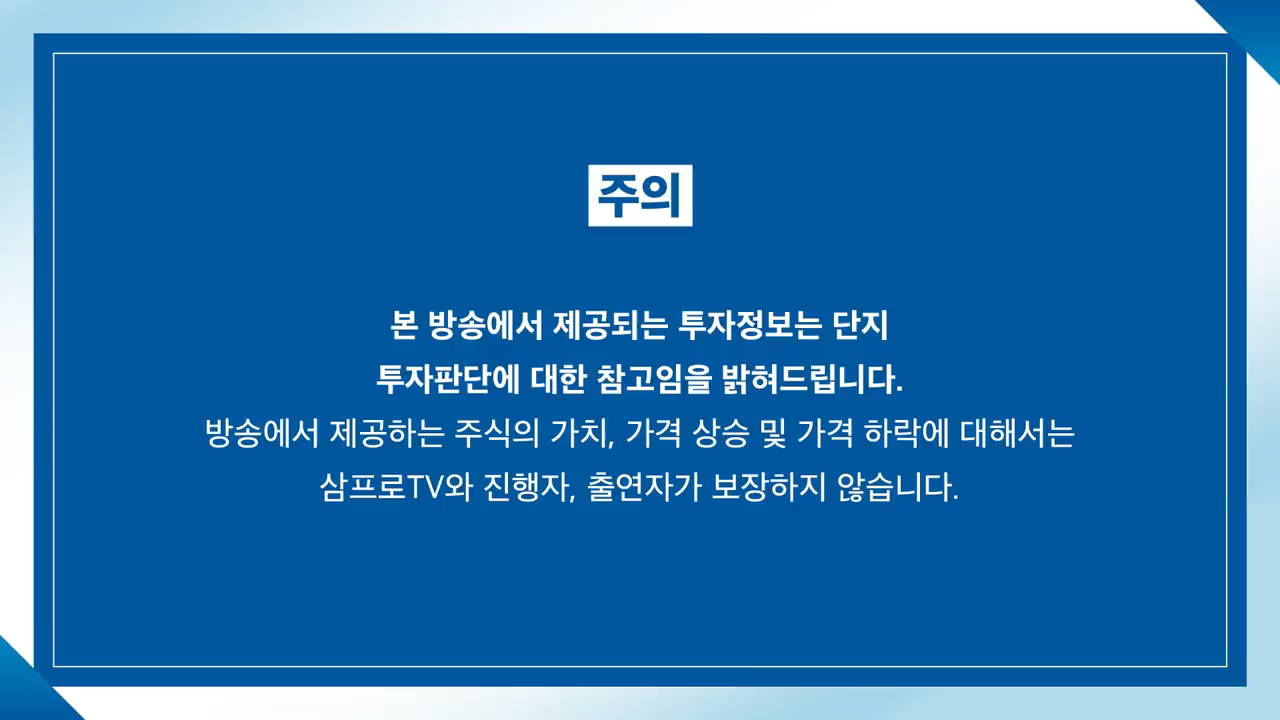 주의
본 방송에서 제공되는 투자정보는 단지
투자판단에 대한 참고임을 밝혀드립니다.
방송에서 제공하는 주식의 가치, 가격 상승 및 가격 하락에 대해서는
삼프로TV와 진행자, 출연자가 보장하지 않습니다.